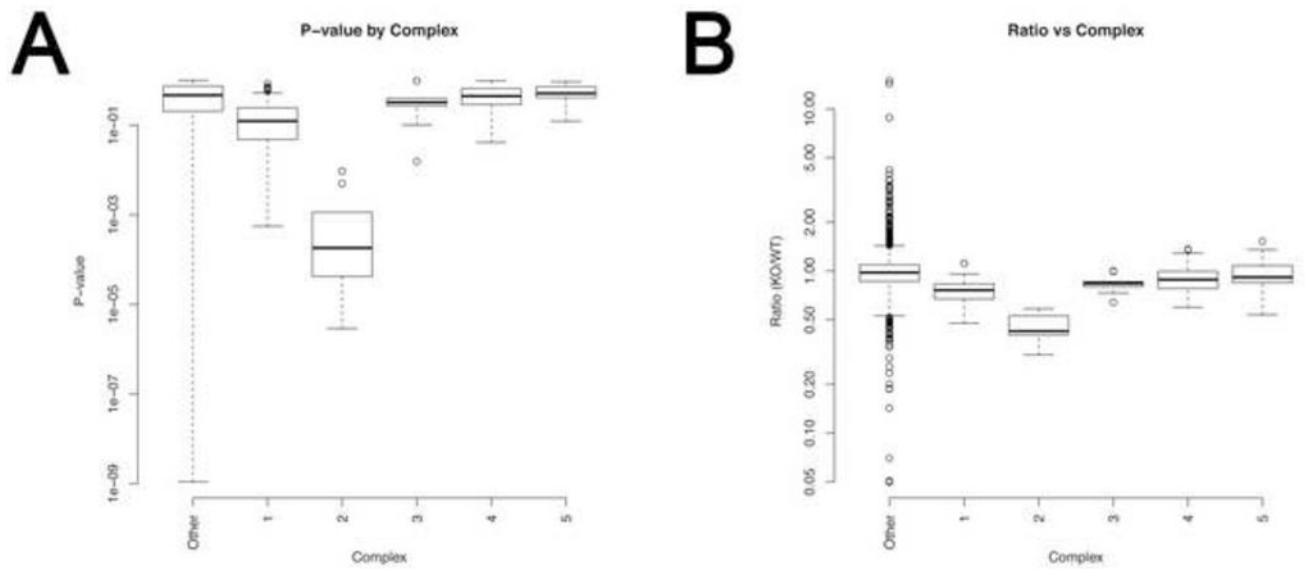 A
P-value by Complex
P-value
1e-01
1e-03
1e-05
1e-07
1e-09
Other
1
2
3
4
5
Complex
B
Ratio vs Complex
Ratio (KO/WT)
10.00
5.00
2.00
1.00
0.50
0.20
0.10
0.05
Other
1
2
3
4
5
Complex